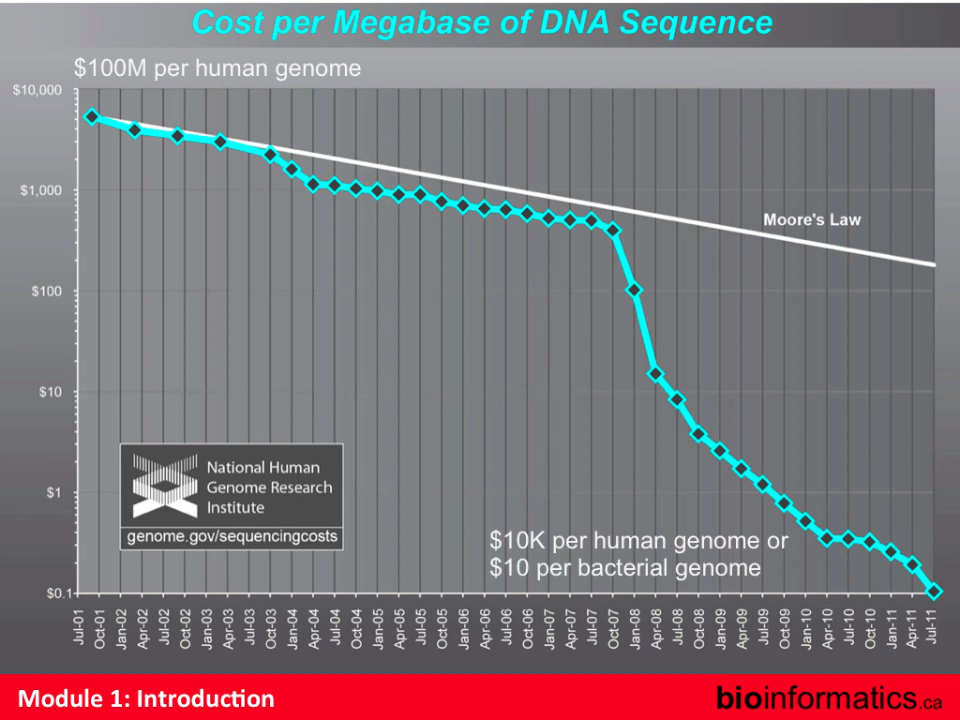 Cost per Megabase of DNA Sequence
$100M per human genome
$10,000
$1,000
$100
$10
$1
$0.1
Moore's Law
National Human
Genome Research
Institute
genome.gov/sequencingcosts
$10K per human genome or
$10 per bacterial genome
Jul-01
Oct-01
Jan-02
Apr-02
Jul-02
Oct-02
Jan-03
Apr-03
Jul-03
Oct-03
Jan-04
Apr-04
Jul-04
Oct-04
Jan-05
Apr-05
Jul-05
Oct-05
Jan-06
Apr-06
Jul-06
Oct-06
Jan-07
Apr-07
Jul-07
Oct-07
Jan-08
Apr-08
Jul-08
Oct-08
Jan-09
Apr-09
Jul-09
Oct-09
Jan-10
Apr-10
Jul-10
Oct-10
Jan-11
Apr-11
Jul-11
Module 1: Introduction
bioinformatics.ca